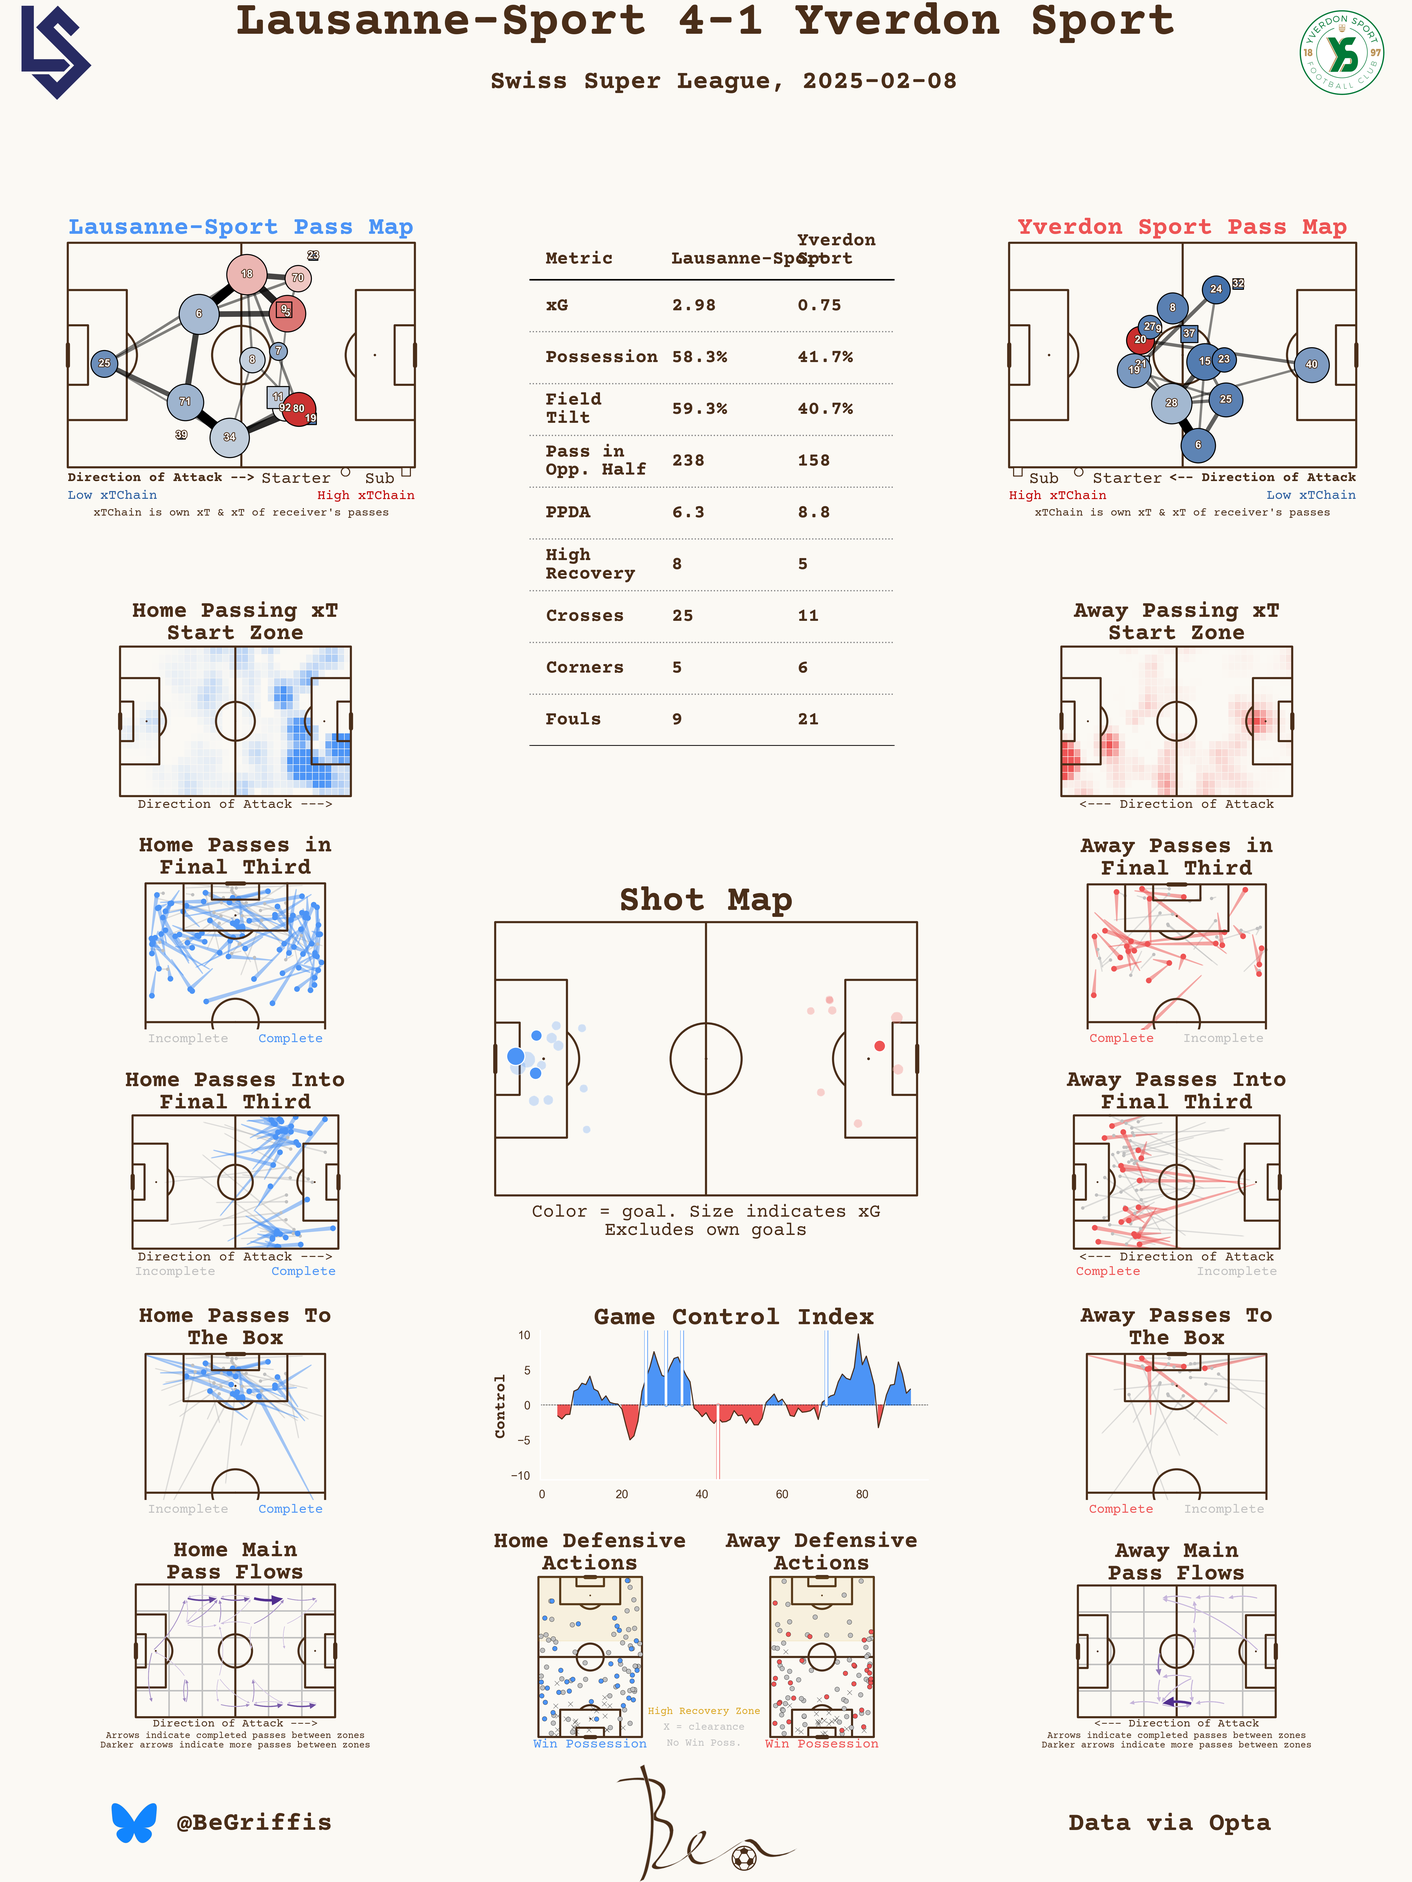 Lausanne-Sport 4-1 Yverdon Sport
Swiss Super League, 2025-02-08
YVERDON SPORT
18 97
FOOTBALL CLUB
Lausanne-Sport Pass Map
23
18
70
6
9
5
25
8
7
71
11
92 80
19
39
34
Direction of Attack --> Starter Sub
Low xTChain High xTChain
xTChain is own xT & xT of receiver's passes
Metric Lausanne-Sport Yverdon Sport
xG 2.98 0.75
Possession 58.3% 41.7%
Field Tilt 59.3% 40.7%
Pass in Opp. Half 238 158
PPDA 6.3 8.8
High Recovery 8 5
Crosses 25 11
Corners 5 6
Fouls 9 21
Yverdon Sport Pass Map
24 32
8
27 9
37
20
21
19
15 23
40
28
25
6
Sub Starter <-- Direction of Attack
High xTChain Low xTChain
xTChain is own xT & xT of receiver's passes
Home Passing xT
Start Zone
Direction of Attack --->
Away Passing xT
Start Zone
<--- Direction of Attack
Home Passes in
Final Third
Incomplete Complete
Away Passes in
Final Third
Complete Incomplete
Shot Map
Color = goal. Size indicates xG
Excludes own goals
Home Passes Into
Final Third
Direction of Attack --->
Incomplete Complete
Away Passes Into
Final Third
<--- Direction of Attack
Complete Incomplete
Home Passes To
The Box
Incomplete Complete
Game Control Index
Control
10
5
0
−5
−10
0 20 40 60 80
Away Passes To
The Box
Complete Incomplete
Home Main
Pass Flows
Direction of Attack --->
Arrows indicate completed passes between zones
Darker arrows indicate more passes between zones
Home Defensive
Actions
Win Possession
Away Defensive
Actions
Win Possession
High Recovery Zone
X = clearance
No Win Poss.
Away Main
Pass Flows
<--- Direction of Attack
Arrows indicate completed passes between zones
Darker arrows indicate more passes between zones
@BeGriffis
Ben
Data via Opta